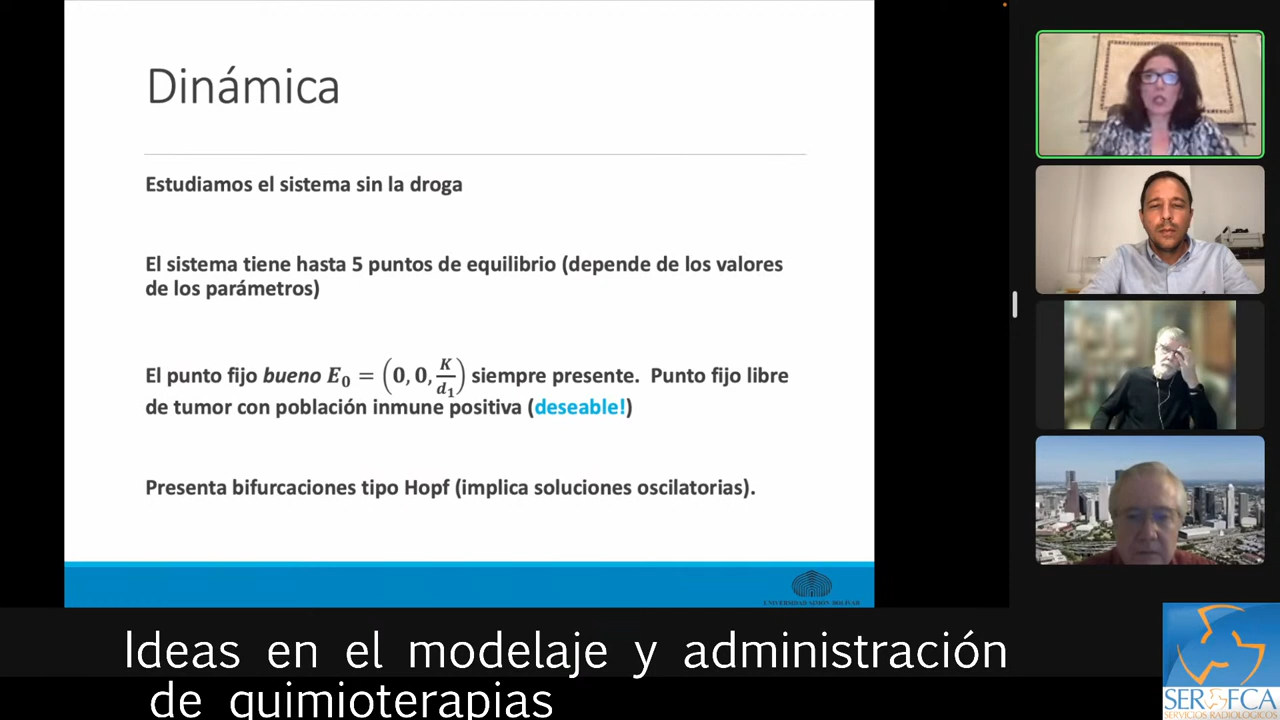 Dinámica
Estudiamos el sistema sin la droga
El sistema tiene hasta 5 puntos de equilibrio (depende de los valores
de los parámetros)
El punto fijo bueno E₀ = (0, 0, K/d₁) siempre presente. Punto fijo libre
de tumor con población inmune positiva (deseable!)
Presenta bifurcaciones tipo Hopf (implica soluciones oscilatorias).
UNIVERSIDAD SIMÓN BOLÍVAR
Ideas en el modelaje y administración
de quimioterapias
SEROFCA
SERVICIOS RADIOLOGICOS